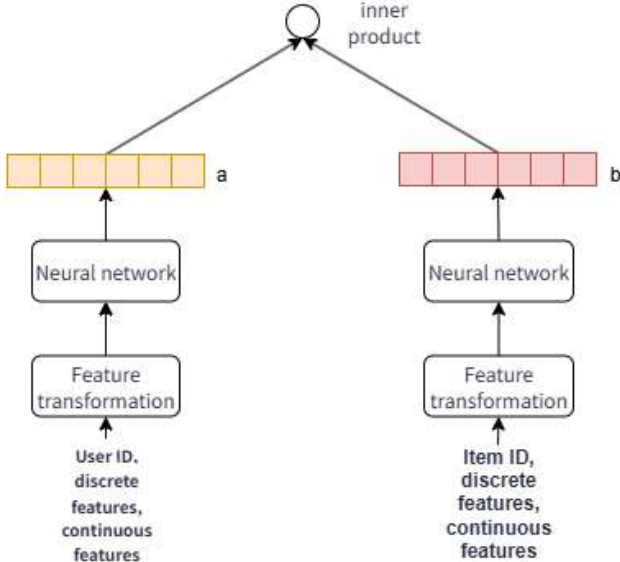 inner
product
a
b
Neural network
Neural network
Feature
transformation
Feature
transformation
User ID,
discrete
features,
continuous
features
Item ID,
discrete
features,
continuous
features